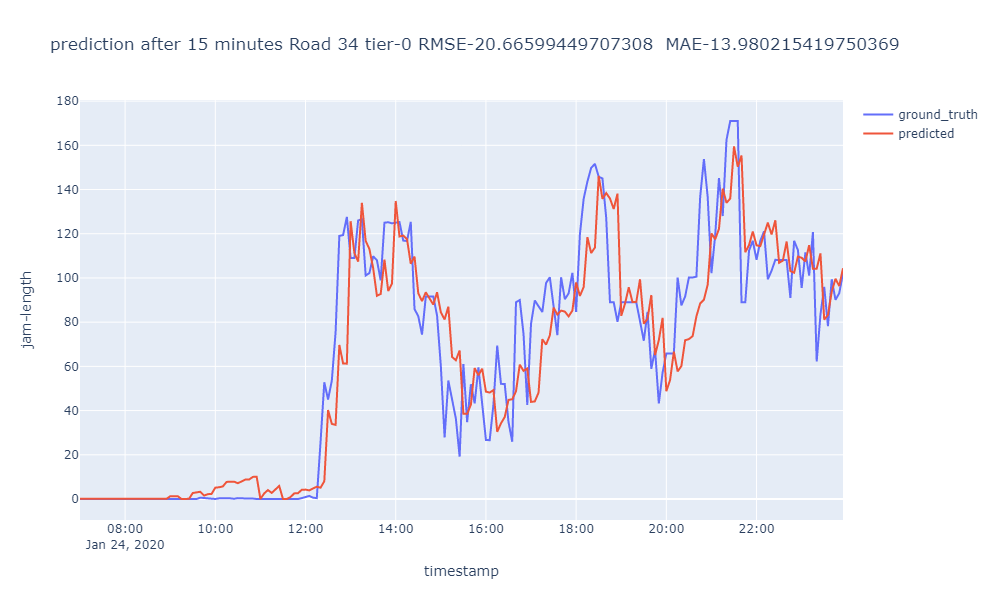 prediction after 15 minutes Road 34 tier-0 RMSE-20.66599449707308  MAE-13.980215419750369
ground_truth
predicted
jam-length
180
160
140
120
100
80
60
40
20
0
08:00 10:00 12:00 14:00 16:00 18:00 20:00 22:00
Jan 24, 2020
timestamp